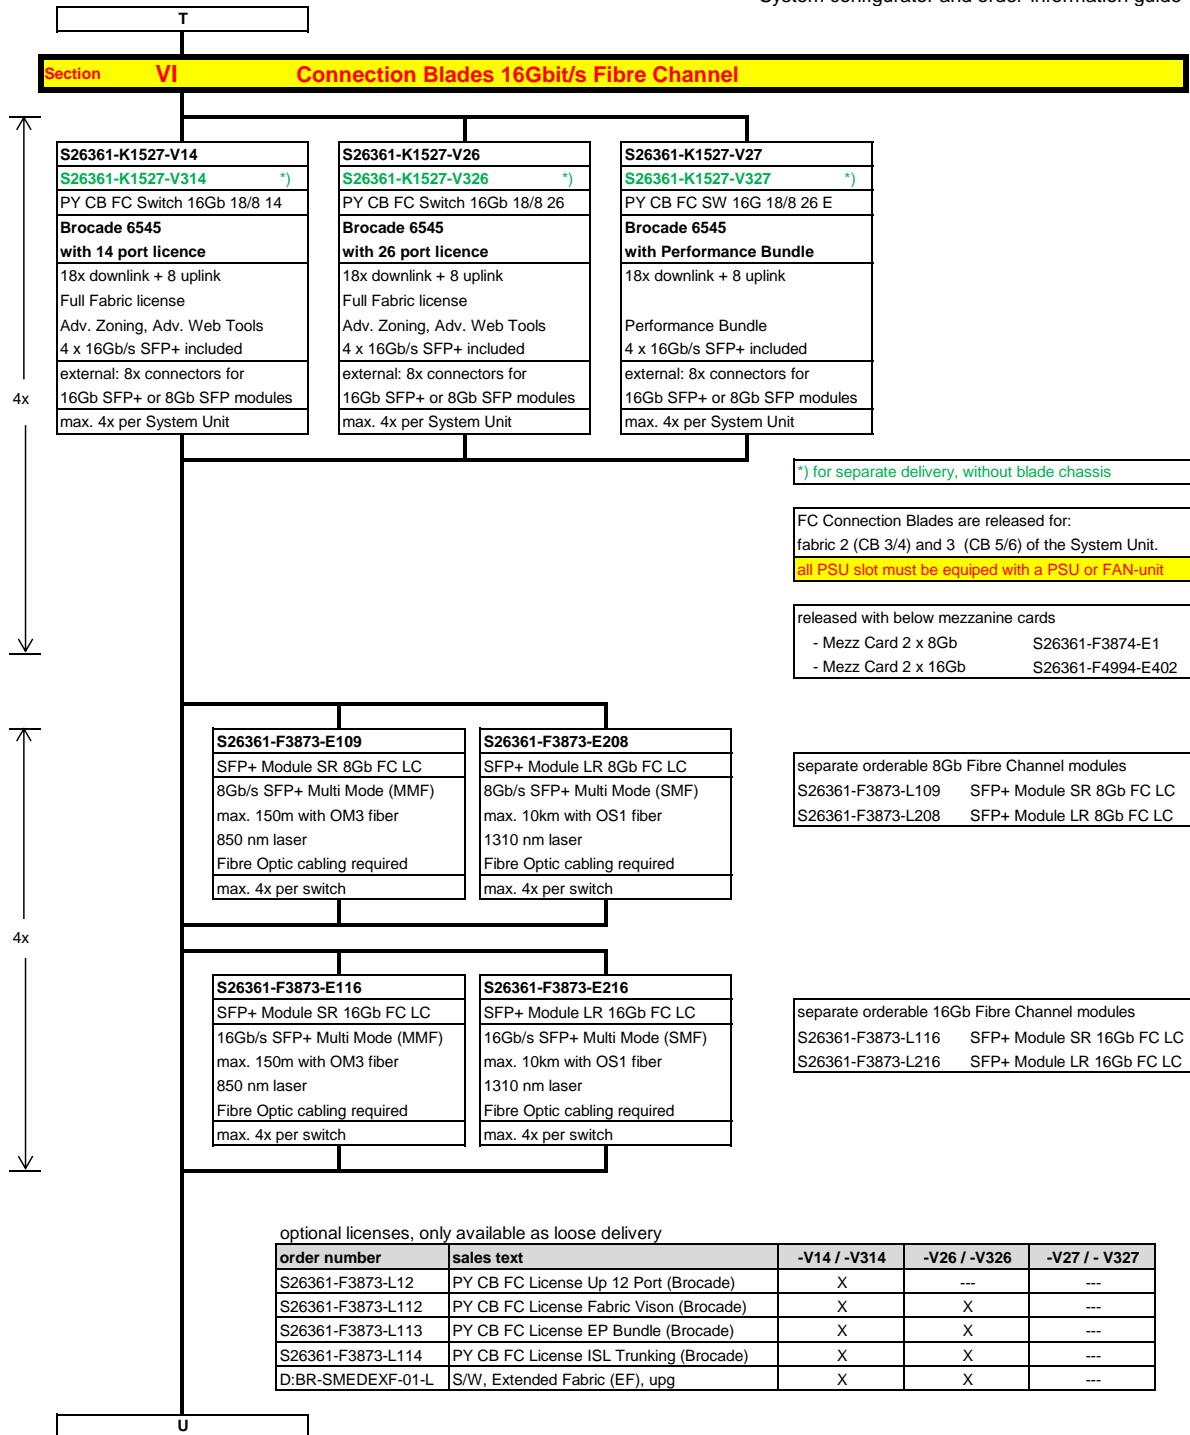 System configurator and order information guide
T
Section VI Connection Blades 16Gbit/s Fibre Channel
S26361-K1527-V14
S26361-K1527-V314 *)
PY CB FC Switch 16Gb 18/8 14
Brocade 6545
with 14 port licence
18x downlink + 8 uplink
Full Fabric license
Adv. Zoning, Adv. Web Tools
4 x 16Gb/s SFP+ included
external: 8x connectors for
16Gb SFP+ or 8Gb SFP modules
max. 4x per System Unit
S26361-K1527-V26
S26361-K1527-V326 *)
PY CB FC Switch 16Gb 18/8 26
Brocade 6545
with 26 port licence
18x downlink + 8 uplink
Full Fabric license
Adv. Zoning, Adv. Web Tools
4 x 16Gb/s SFP+ included
external: 8x connectors for
16Gb SFP+ or 8Gb SFP modules
max. 4x per System Unit
S26361-K1527-V27
S26361-K1527-V327 *)
PY CB FC SW 16G 18/8 26 E
Brocade 6545
with Performance Bundle
18x downlink + 8 uplink
Performance Bundle
4 x 16Gb/s SFP+ included
external: 8x connectors for
16Gb SFP+ or 8Gb SFP modules
max. 4x per System Unit
4x
*) for separate delivery, without blade chassis
FC Connection Blades are released for:
fabric 2 (CB 3/4) and 3 (CB 5/6) of the System Unit.
all PSU slot must be equiped with a PSU or FAN-unit
released with below mezzanine cards
- Mezz Card 2 x 8Gb S26361-F3874-E1
- Mezz Card 2 x 16Gb S26361-F4994-E402
S26361-F3873-E109
SFP+ Module SR 8Gb FC LC
8Gb/s SFP+ Multi Mode (MMF)
max. 150m with OM3 fiber
850 nm laser
Fibre Optic cabling required
max. 4x per switch
S26361-F3873-E208
SFP+ Module LR 8Gb FC LC
8Gb/s SFP+ Multi Mode (SMF)
max. 10km with OS1 fiber
1310 nm laser
Fibre Optic cabling required
max. 4x per switch
separate orderable 8Gb Fibre Channel modules
S26361-F3873-L109 SFP+ Module SR 8Gb FC LC
S26361-F3873-L208 SFP+ Module LR 8Gb FC LC
4x
S26361-F3873-E116
SFP+ Module SR 16Gb FC LC
16Gb/s SFP+ Multi Mode (MMF)
max. 150m with OM3 fiber
850 nm laser
Fibre Optic cabling required
max. 4x per switch
S26361-F3873-E216
SFP+ Module LR 16Gb FC LC
16Gb/s SFP+ Multi Mode (SMF)
max. 10km with OS1 fiber
1310 nm laser
Fibre Optic cabling required
max. 4x per switch
separate orderable 16Gb Fibre Channel modules
S26361-F3873-L116 SFP+ Module SR 16Gb FC LC
S26361-F3873-L216 SFP+ Module LR 16Gb FC LC
optional licenses, only available as loose delivery
order number sales text -V14 / -V314 -V26 / -V326 -V27 / - V327
S26361-F3873-L12 PY CB FC License Up 12 Port (Brocade) X --- ---
S26361-F3873-L112 PY CB FC License Fabric Vison (Brocade) X X ---
S26361-F3873-L113 PY CB FC License EP Bundle (Brocade) X X ---
S26361-F3873-L114 PY CB FC License ISL Trunking (Brocade) X X ---
D:BR-SMEDEXF-01-L S/W, Extended Fabric (EF), upg X X ---
U